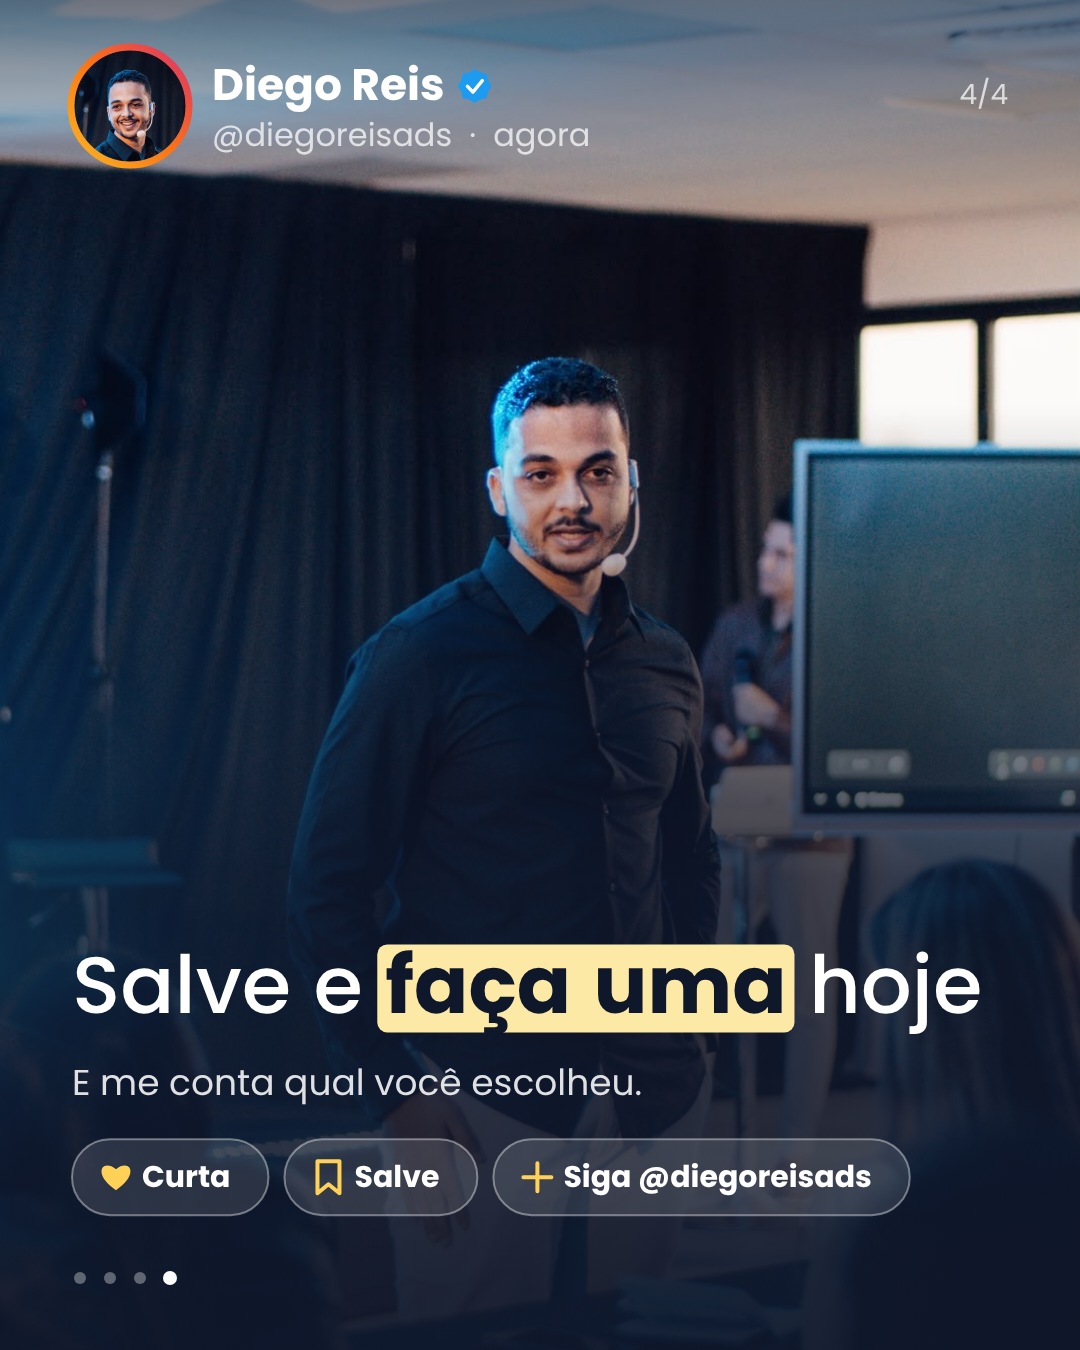 Diego Reis
@diegoreisads · agora
4/4
Salve e faça uma hoje
E me conta qual você escolheu.
Curta
Salve
Siga @diegoreisads